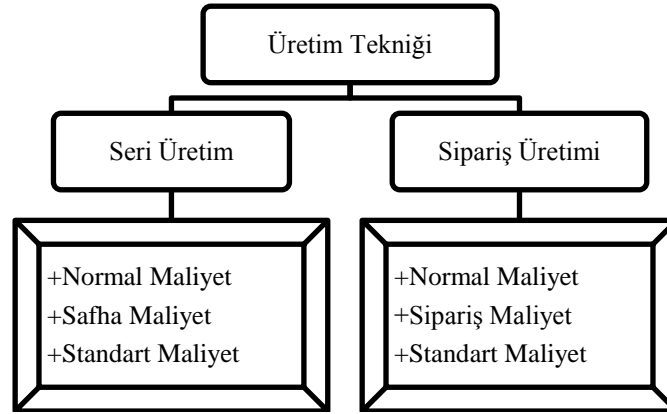 Üretim Tekniği
Seri Üretim
Sipariş Üretimi
+Normal Maliyet
+Safha Maliyet
+Standart Maliyet
+Normal Maliyet
+Sipariş Maliyet
+Standart Maliyet